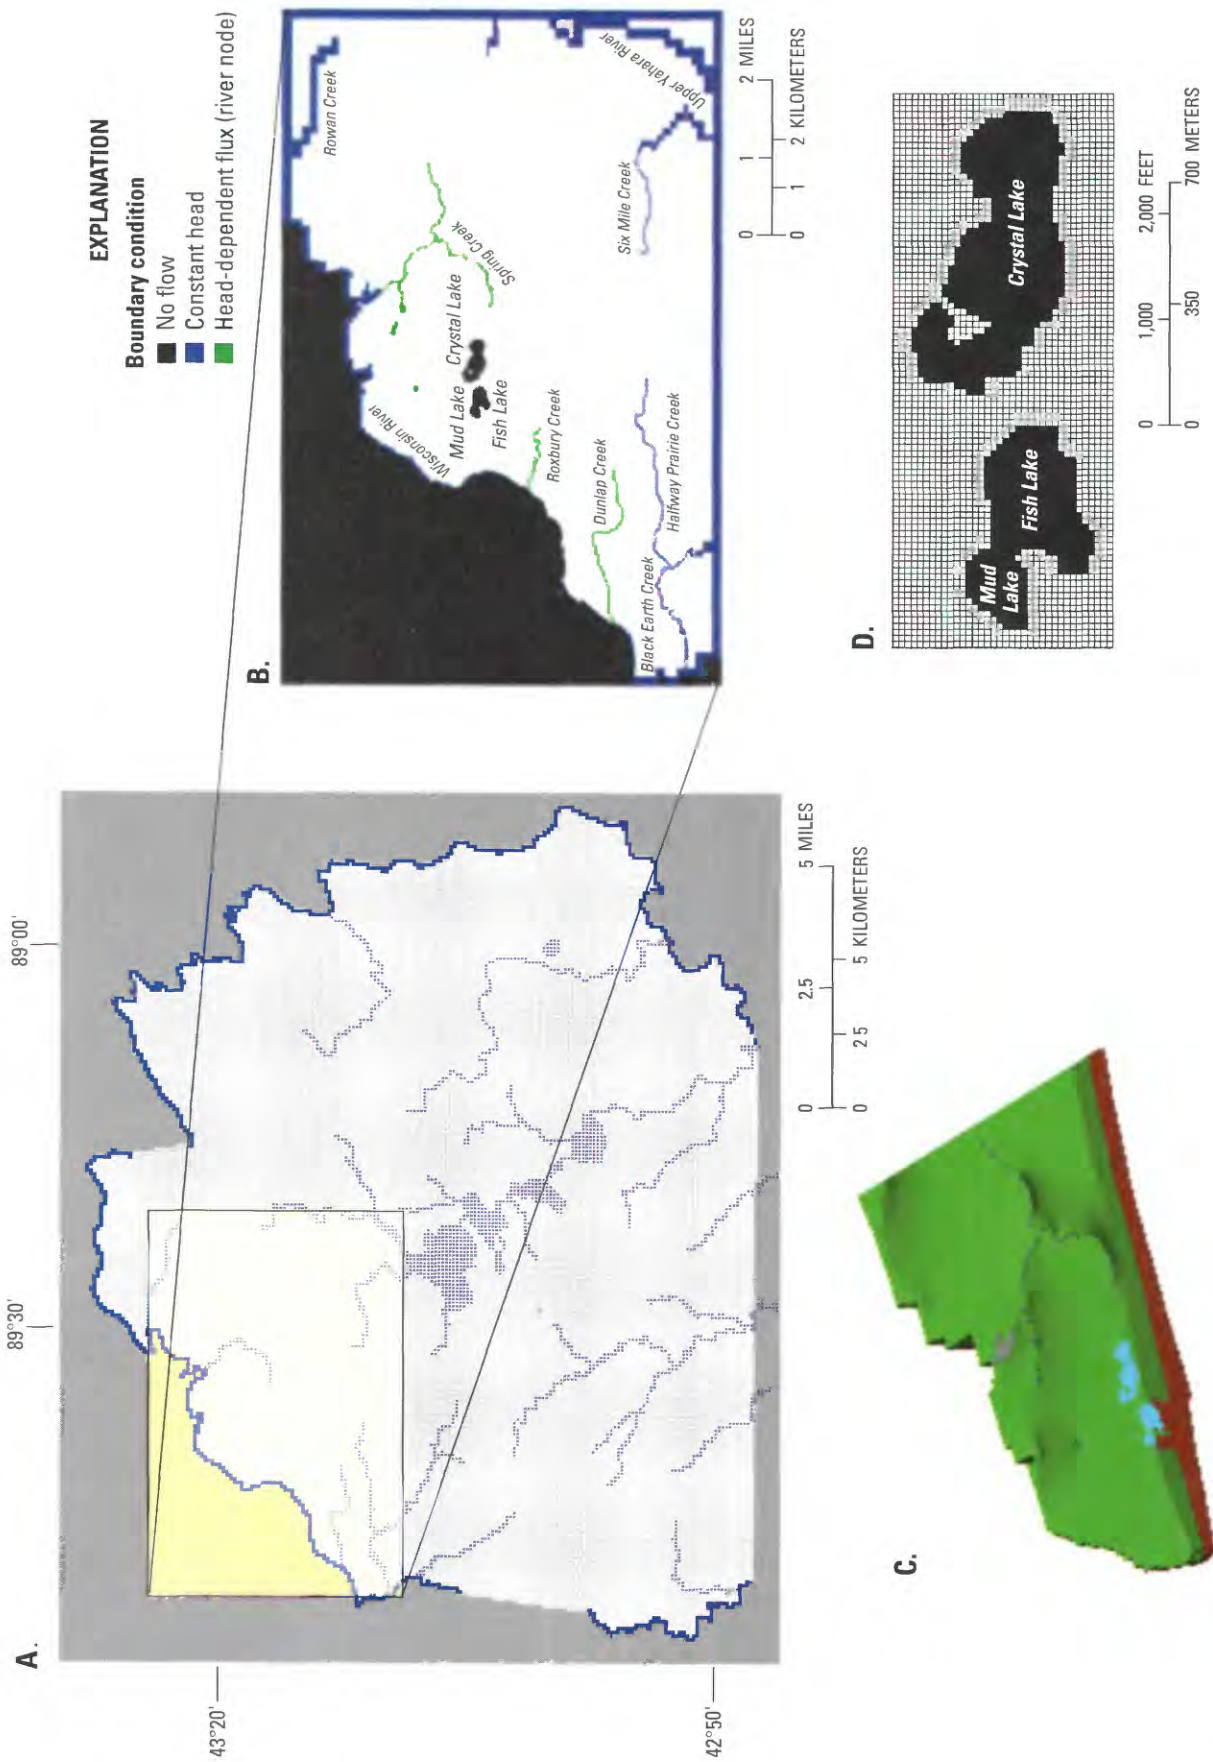 A.
89°30'
89°00'
43°20'
42°50'
0 2.5 5 MILES
0 2 5 5 KILOMETERS
EXPLANATION
Boundary condition
No flow
Constant head
Head-dependent flux (river node)
B.
Rowan Creek
Wisconsin River
Spring Creek
Mud Lake
Crystal Lake
Fish Lake
Roxbury Creek
Dunlap Creek
Black Earth Creek
Halfway Prairie Creek
Six Mile Creek
Upper Yahara River
0 1 2 MILES
0 1 2 KILOMETERS
C.
D.
Mud
Lake
Fish Lake
Crystal Lake
0 1,000 2,000 FEET
0 350 700 METERS